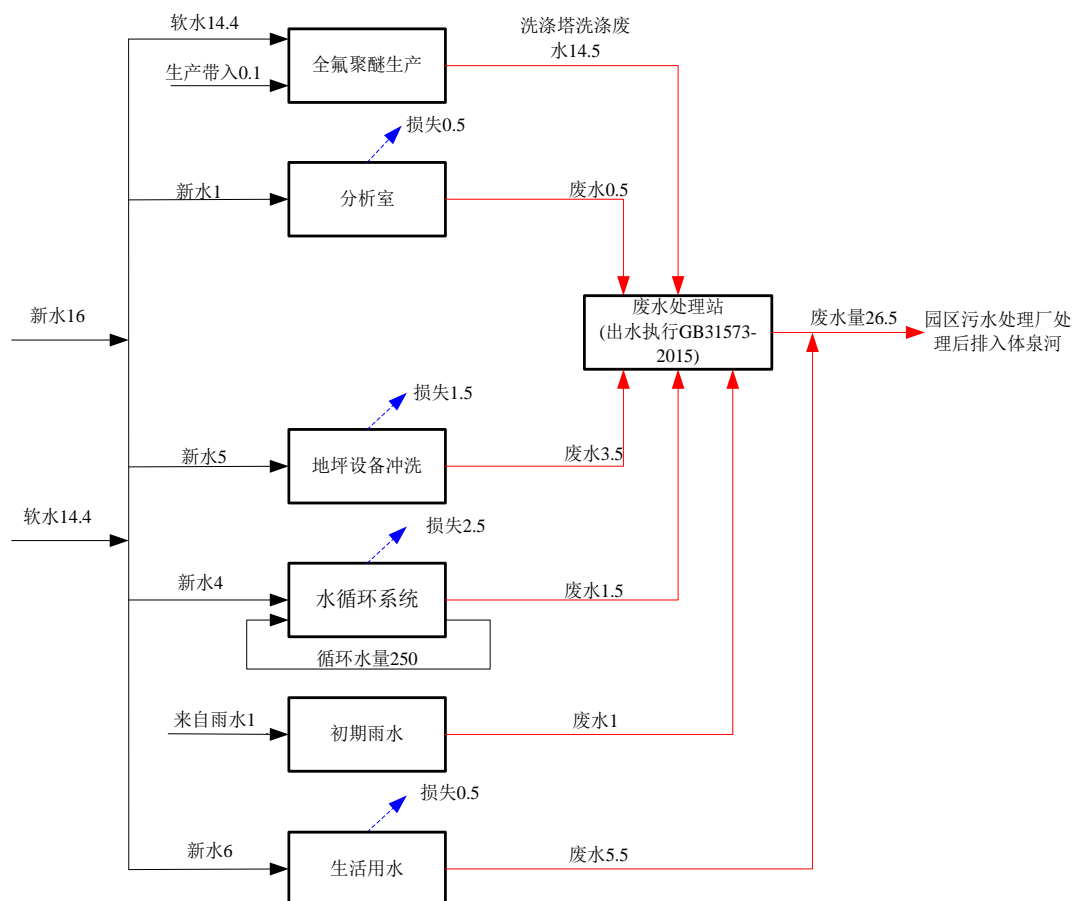 软水14.4
生产带入0.1
全氟聚醚生产
洗涤塔洗涤废
水14.5
损失0.5
新水1
分析室
废水0.5
新水16
废水处理站
(出水执行GB31573-
2015)
废水量26.5
园区污水处理厂处
理后排入体泉河
损失1.5
新水5
地坪设备冲洗
废水3.5
软水14.4
损失2.5
新水4
水循环系统
废水1.5
循环水量250
来自雨水1
初期雨水
废水1
损失0.5
新水6
生活用水
废水5.5